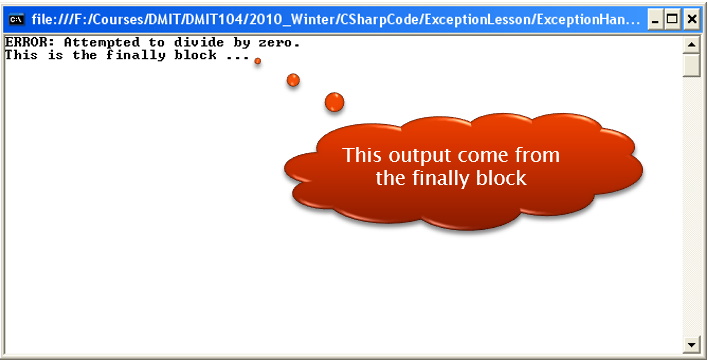 file:///F:/Courses/DMIT/DMIT104/2010_Winter/CSharpCode/ExceptionLesson/ExceptionHan...
ERROR: Attempted to divide by zero.
This is the finally block ...
This output come from
the finally block